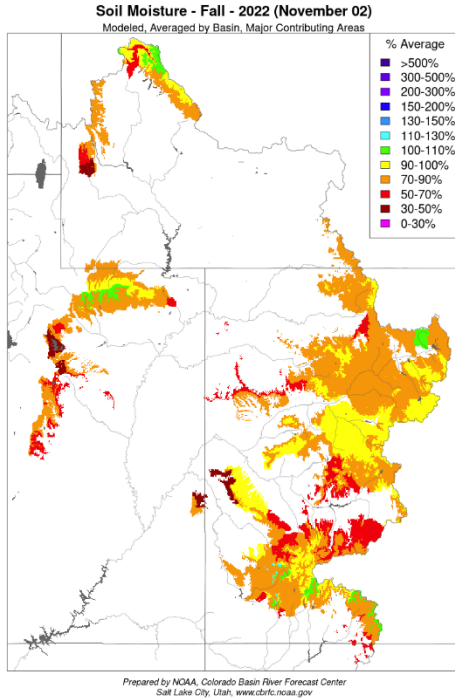 Soil Moisture - Fall - 2022 (November 02)
Modeled, Averaged by Basin, Major Contributing Areas
% Average
>500%
300-500%
200-300%
150-200%
130-150%
110-130%
100-110%
90-100%
70-90%
50-70%
30-50%
0-30%
Prepared by NOAA, Colorado Basin River Forecast Center
Salt Lake City, Utah, www.cbrfc.noaa.gov